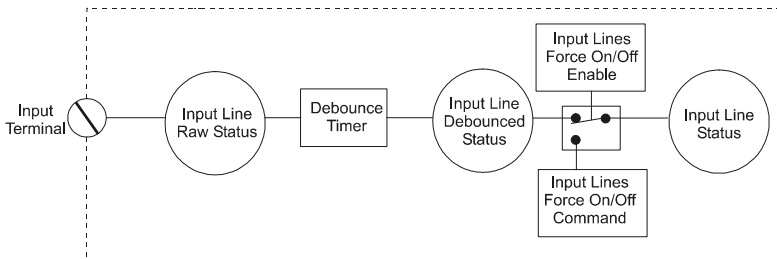 Input
Terminal
Input Line
Raw Status
Debounce
Timer
Input Line
Debounced
Status
Input Lines
Force On/Off
Enable
Input Lines
Force On/Off
Command
Input Line
Status